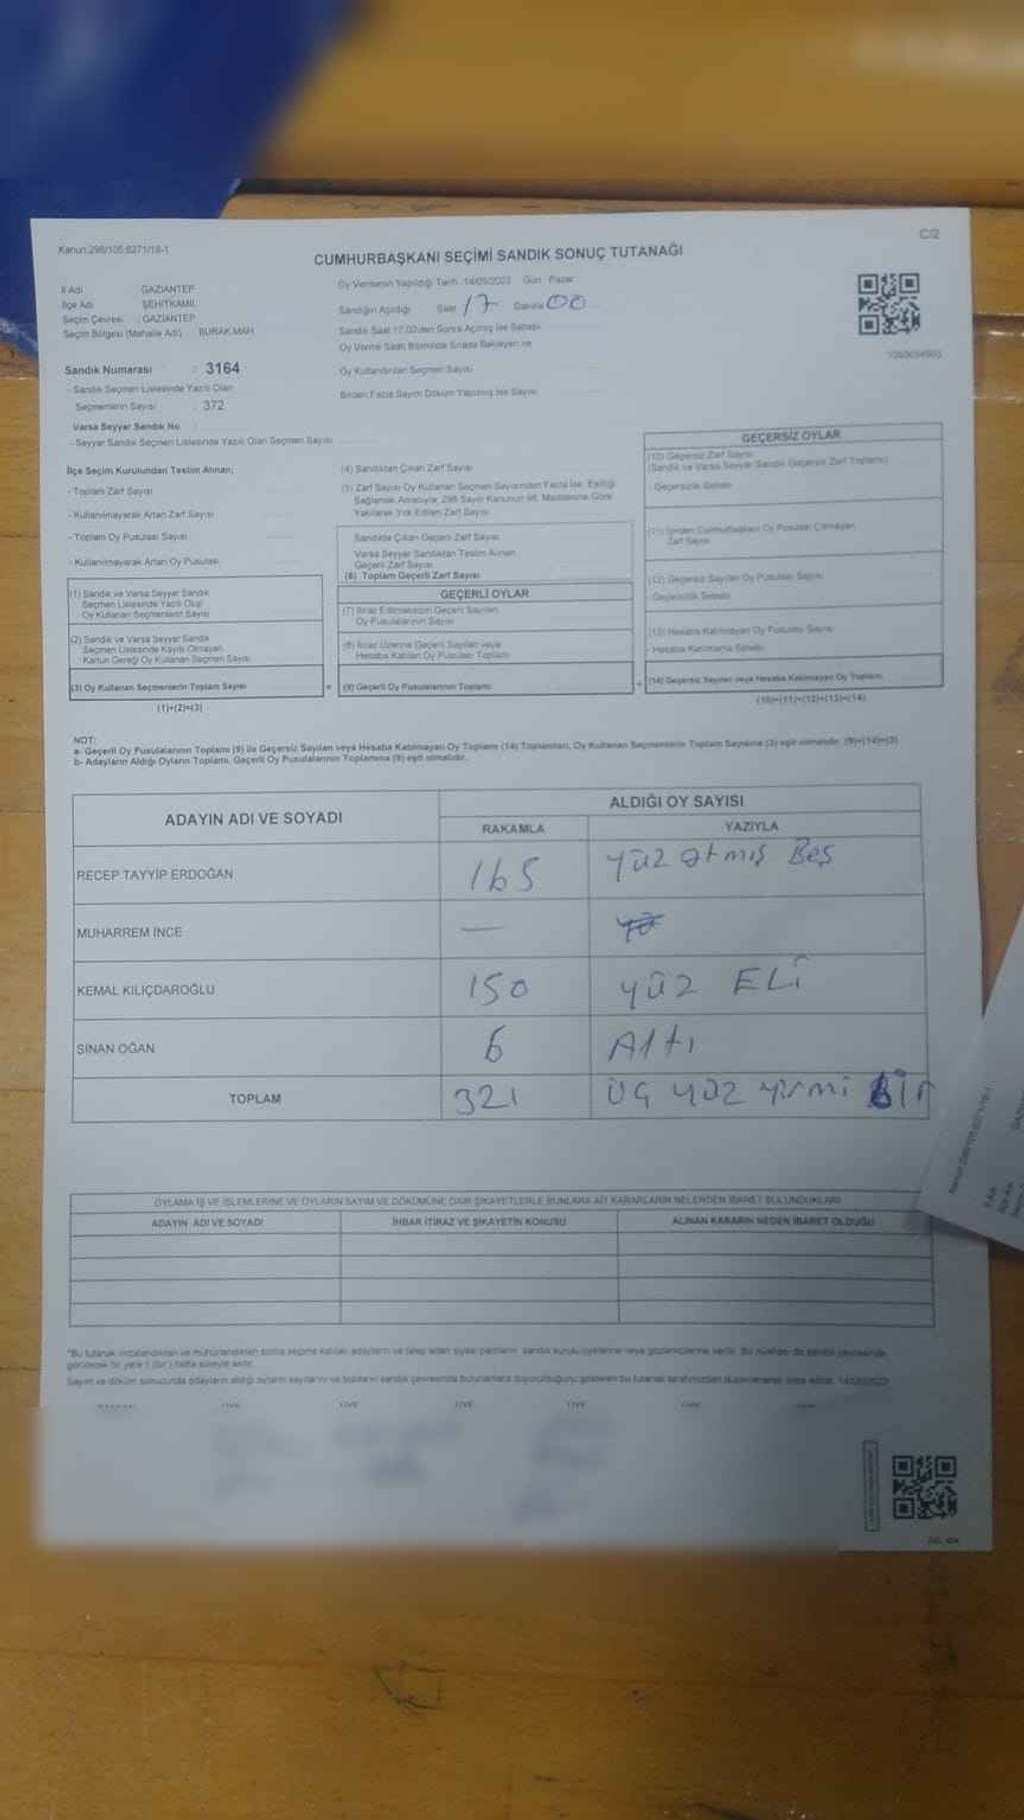 Kanun:298/105:6271/18-1
C/2
CUMHURBAŞKANI SEÇİMİ SANDIK SONUÇ TUTANAĞI
İl Adı GAZİANTEP
İlçe Adı ŞEHİTKAMİL
Seçim Çevresi : GAZİANTEP
Seçim Bölgesi (Mahalle Adı) : BURAK MAH
Sandık Numarası : 3164
- Sandık Seçmen Listesinde Yazılı Olan
Seçmenlerin Sayısı : 372
Varsa Seyyar Sandık No
- Seyyar Sandık Seçmen Listesinde Yazılı Olan Seçmen Sayısı
Oy Vermenin Yapıldığı Tarih :14/05/2023 Gün : Pazar
Sandığın Açıldığı Saat 17 Dakika 00
Sandık Saat 17.00'den Sonra Açılmış İse Sebebi
Oy Verme Saati Bitiminde Sırada Bekleyen ve
Oy Kullandırılan Seçmen Sayısı
Birden Fazla Sayım Döküm Yapılmış İse Sayısı
İlçe Seçim Kurulundan Teslim Alınan;
- Toplam Zarf Sayısı
- Kullanılmayarak Artan Zarf Sayısı
- Toplam Oy Pusulası Sayısı
- Kullanılmayarak Artan Oy Pusulası
(1) Sandık ve Varsa Seyyar Sandık
Seçmen Listesinde Yazılı Olup
Oy Kullanan Seçmenlerin Sayısı
(2) Sandık ve Varsa Seyyar Sandık
Seçmen Listesinde Kayıtlı Olmayan
Kanun Gereği Oy Kullanan Seçmen Sayısı
(3) Oy Kullanan Seçmenlerin Toplam Sayısı
(1)+(2)=(3)
(4) Sandıktan Çıkan Zarf Sayısı
(5) Zarf Sayısı Oy Kullanan Seçmen Sayısından Fazla İse; Eşitliği
Sağlamak Amacıyla, 298 Sayılı Kanunun 98. Maddesine Göre
Yakılarak Yok Edilen Zarf Sayısı
Sandıkta Çıkan Geçerli Zarf Sayısı
Varsa Seyyar Sandıktan Teslim Alınan
Geçerli Zarf Sayısı
(6) Toplam Geçerli Zarf Sayısı
GEÇERLİ OYLAR
(7) İtiraz Edilmeksizin Geçerli Sayılan
Oy Pusulalarının Sayısı
(8) İtiraz Üzerine Geçerli Sayılan veya
Hesaba Katılan Oy Pusulası Toplamı
(9) Geçerli Oy Pusulalarının Toplamı
GEÇERSİZ OYLAR
(10) Geçersiz Zarf Sayısı
(Sandık ve Varsa Seyyar Sandık Geçersiz Zarf Toplamı)
- Geçersizlik Sebebi
(11) İçinden Cumhurbaşkanı Oy Pusulası Çıkmayan
Zarf Sayısı
(12) Geçersiz Sayılan Oy Pusulası Sayısı
- Geçersizlik Sebebi
(13) Hesaba Katılmayan Oy Pusulası Sayısı
- Hesaba Katılmama Sebebi
(14) Geçersiz Sayılan veya Hesaba Katılmayan Oy Toplamı
(10)+(11)+(12)+(13)=(14)
NOT:
a- Geçerli Oy Pusulalarının Toplamı (9) ile Geçersiz Sayılan veya Hesaba Katılmayan Oy Toplamı (14) Toplamları, Oy Kullanan Seçmenlerin Toplam Sayısına (3) eşit olmalıdır. (9)+(14)=(3)
b- Adayların Aldığı Oyların Toplamı, Geçerli Oy Pusulalarının Toplamına (9) eşit olmalıdır.
ADAYIN ADI VE SOYADI
ALDIĞI OY SAYISI
RAKAMLA YAZIYLA
RECEP TAYYİP ERDOĞAN 165 yüz atmış Beş
MUHARREM İNCE —
KEMAL KILIÇDAROĞLU 150 yüz ELİ
SİNAN OĞAN 6 Altı
TOPLAM 321 üç yüz yirmi Bir
OYLAMA İŞ VE İŞLEMLERİNE VE OYLARIN SAYIM VE DÖKÜMÜNE DAİR ŞİKAYETLERLE BUNLARA AİT KARARLARIN NELERDEN İBARET BULUNDUKLARI
ADAYIN ADI VE SOYADI İHBAR İTİRAZ VE ŞİKAYETİN KONUSU ALINAN KARARIN NEDEN İBARET OLDUĞU